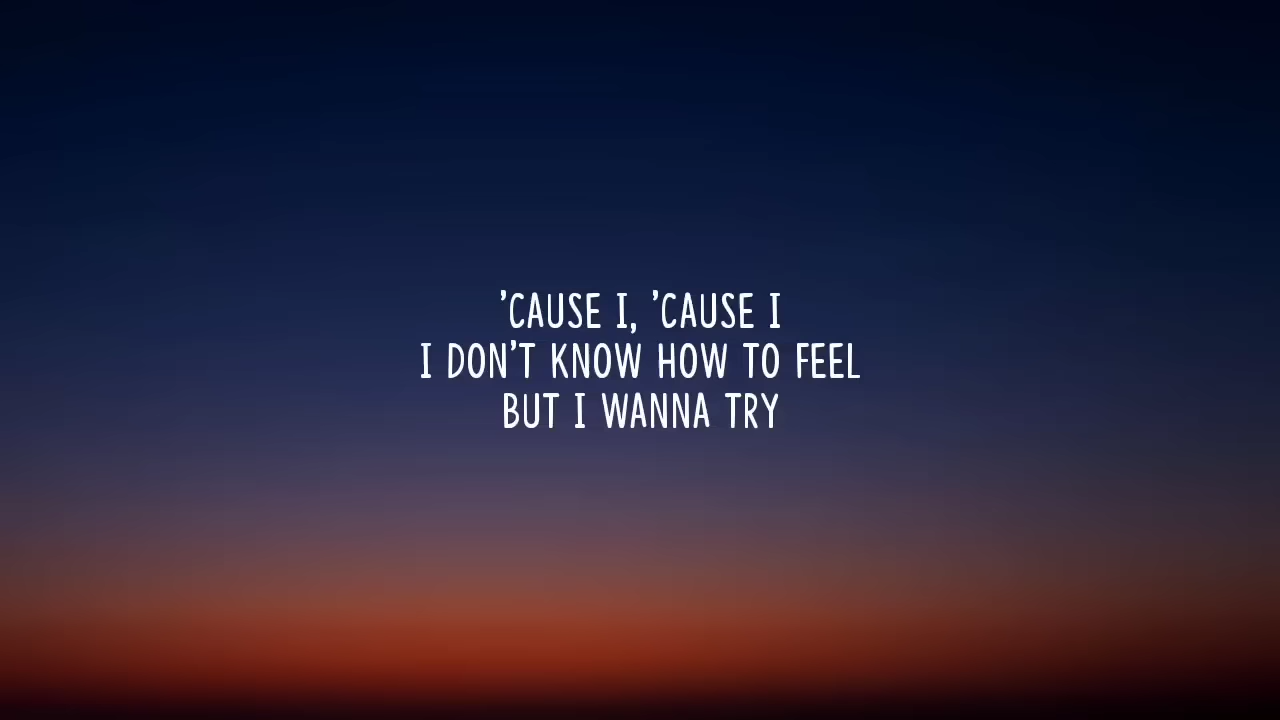 'CAUSE I, 'CAUSE I
I DON'T KNOW HOW TO FEEL
BUT I WANNA TRY